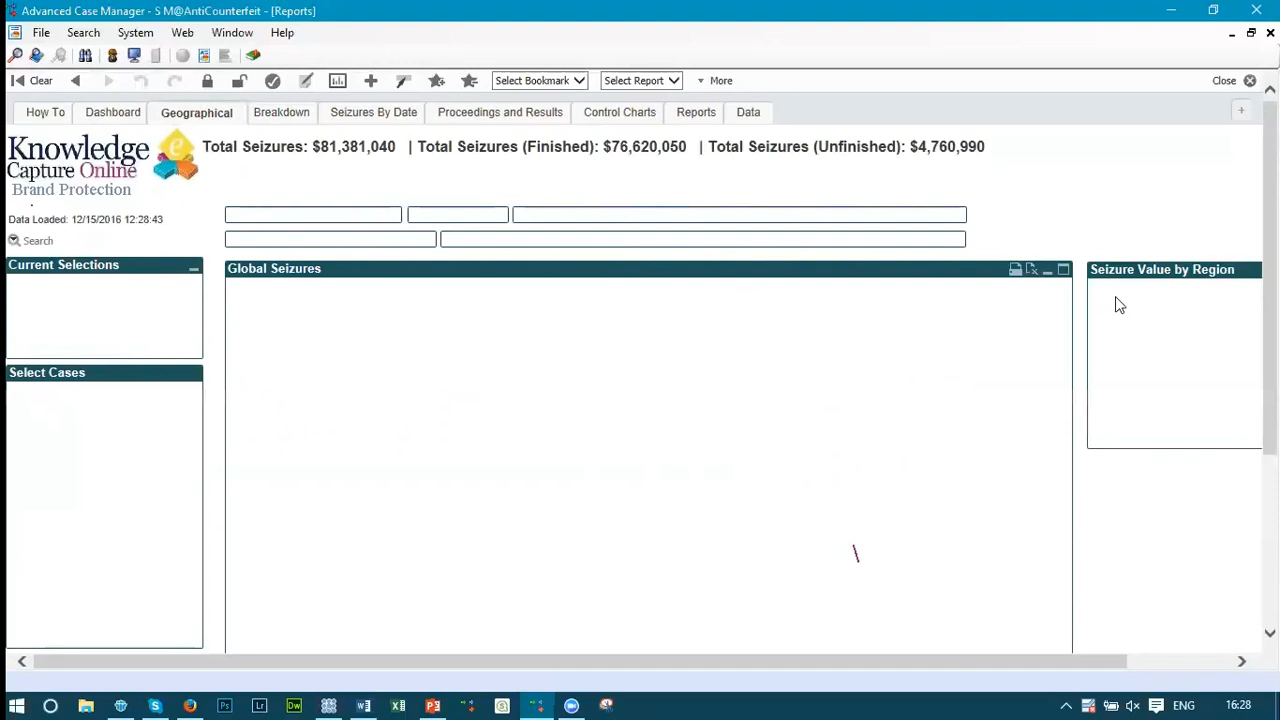 Advanced Case Manager - S M@AntiCounterfeit - [Reports]
File Search System Web Window Help
Clear Select Bookmark Select Report More Close
How To Dashboard Geographical Breakdown Seizures By Date Proceedings and Results Control Charts Reports Data
Knowledge
Capture Online
Brand Protection
Total Seizures: $81,381,040 | Total Seizures (Finished): $76,620,050 | Total Seizures (Unfinished): $4,760,990
Data Loaded: 12/15/2016 12:28:43
Search
Current Selections
Global Seizures
Seizure Value by Region
Select Cases
Ps Lr Dw
ENG 16:28